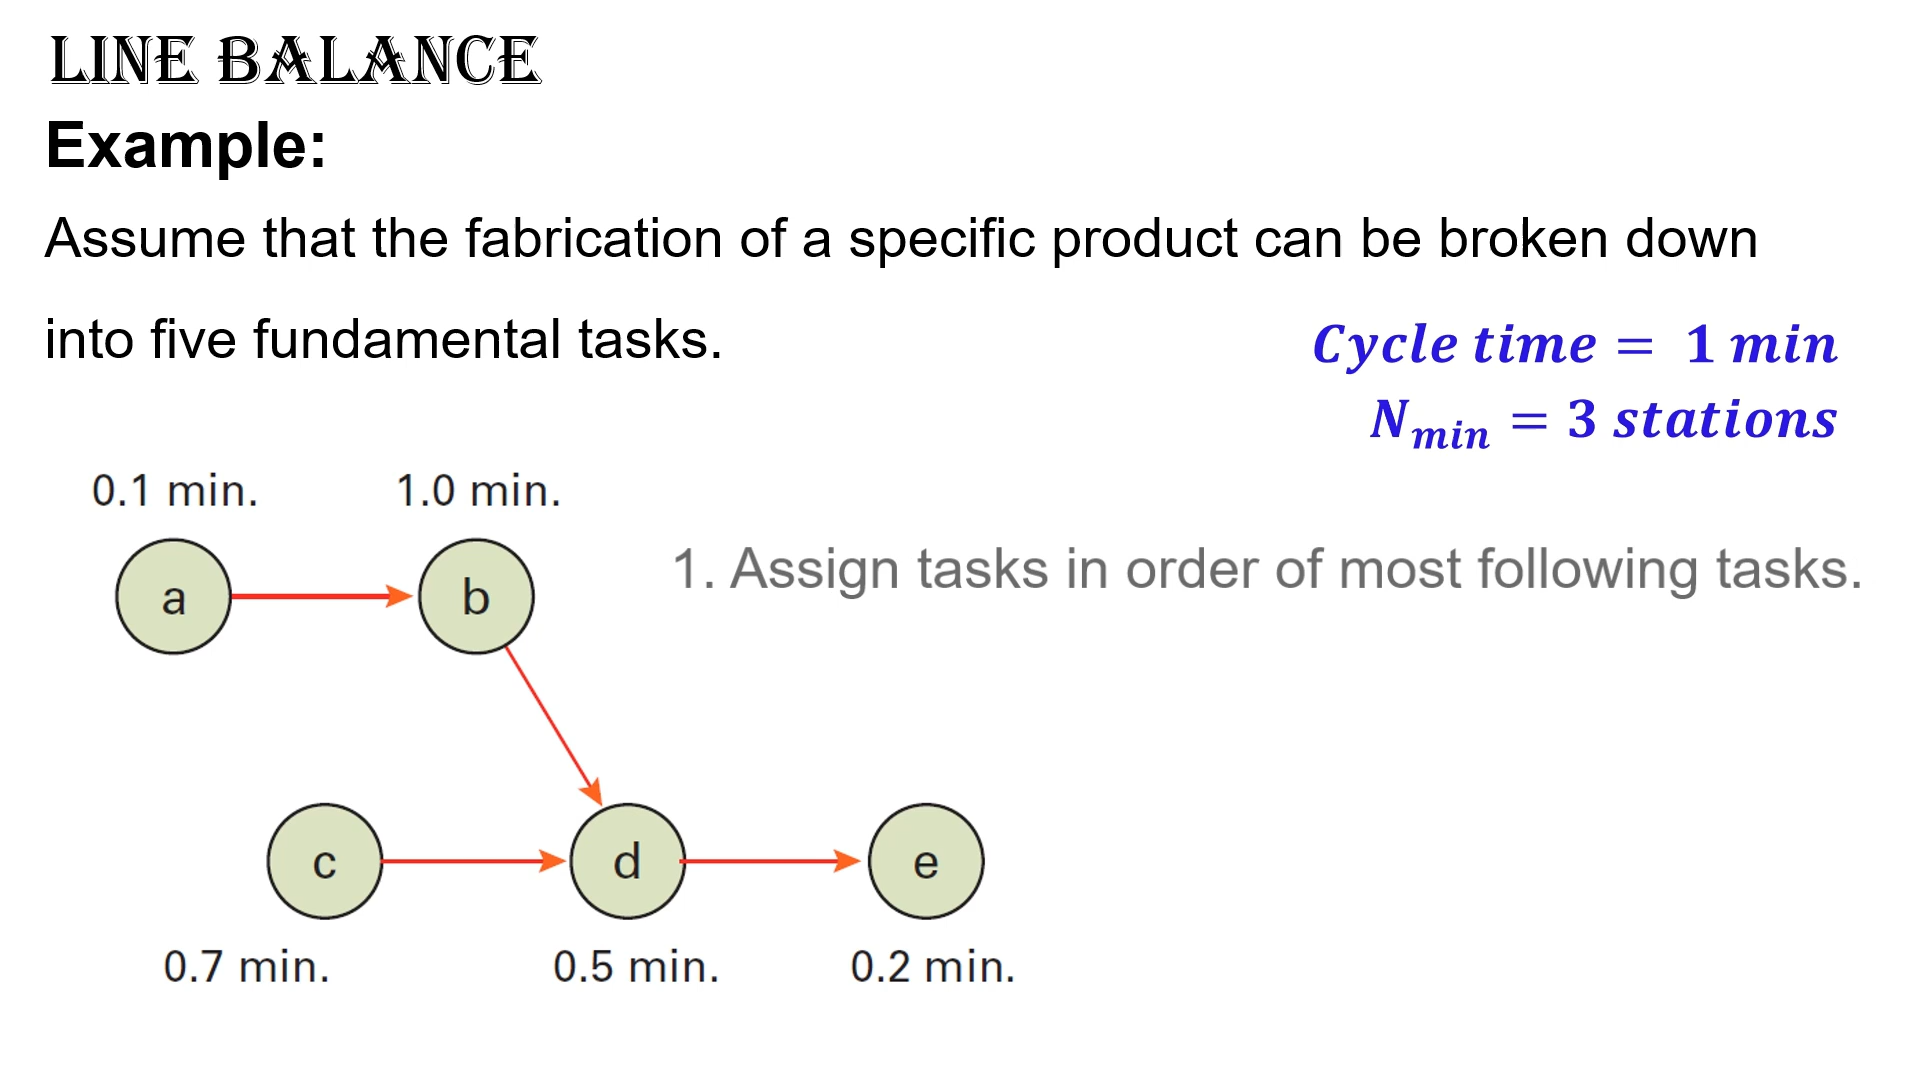 LINE BALANCE
Example:
Assume that the fabrication of a specific product can be broken down
into five fundamental tasks.
Cycle time = 1 min
N_min = 3 stations
0.1 min. 1.0 min.
a b
1. Assign tasks in order of most following tasks.
c d e
0.7 min. 0.5 min. 0.2 min.